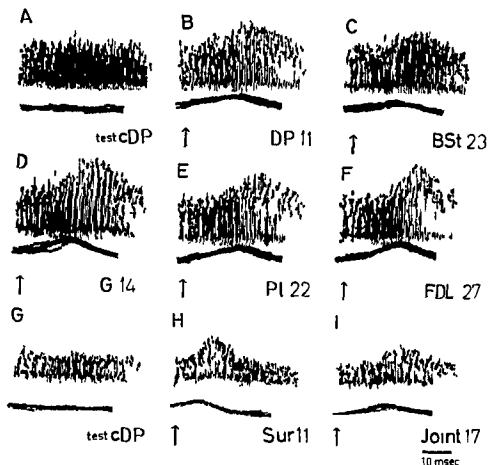 A
B
C
test cDP
↑ DP 11
↑ BSt 23
D
E
F
↑ G 14
↑ Pl 22
↑ FDL 27
G
H
I
test cDP
↑ Sur 11
↑ Joint 17
10 msec